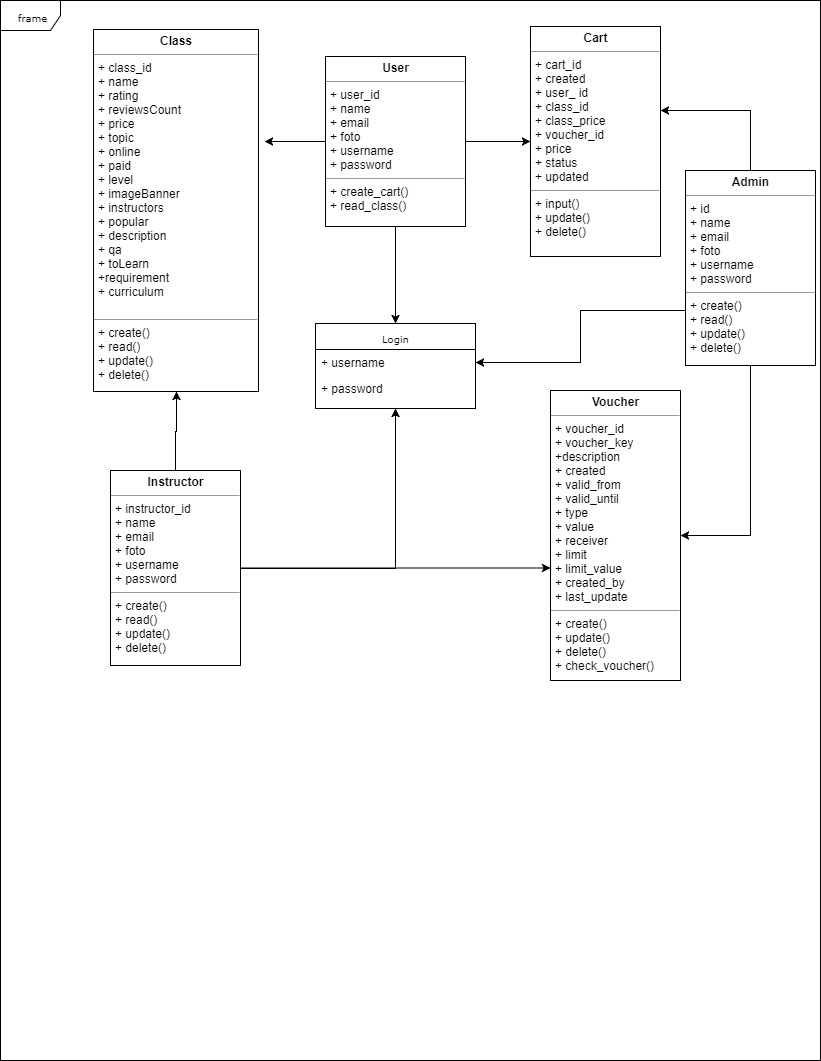 frame
Class
+ class_id
+ name
+ rating
+ reviewsCount
+ price
+ topic
+ online
+ paid
+ level
+ imageBanner
+ instructors
+ popular
+ description
+ qa
+ toLearn
+requirement
+ curriculum
+ create()
+ read()
+ update()
+ delete()
User
+ user_id
+ name
+ email
+ foto
+ username
+ password
+ create_cart()
+ read_class()
Cart
+ cart_id
+ created
+ user_ id
+ class_id
+ class_price
+ voucher_id
+ price
+ status
+ updated
+ input()
+ update()
+ delete()
Admin
+ id
+ name
+ email
+ foto
+ username
+ password
+ create()
+ read()
+ update()
+ delete()
Login
+ username
+ password
Voucher
+ voucher_id
+ voucher_key
+description
+ created
+ valid_from
+ valid_until
+ type
+ value
+ receiver
+ limit
+ limit_value
+ created_by
+ last_update
+ create()
+ update()
+ delete()
+ check_voucher()
Instructor
+ instructor_id
+ name
+ email
+ foto
+ username
+ password
+ create()
+ read()
+ update()
+ delete()